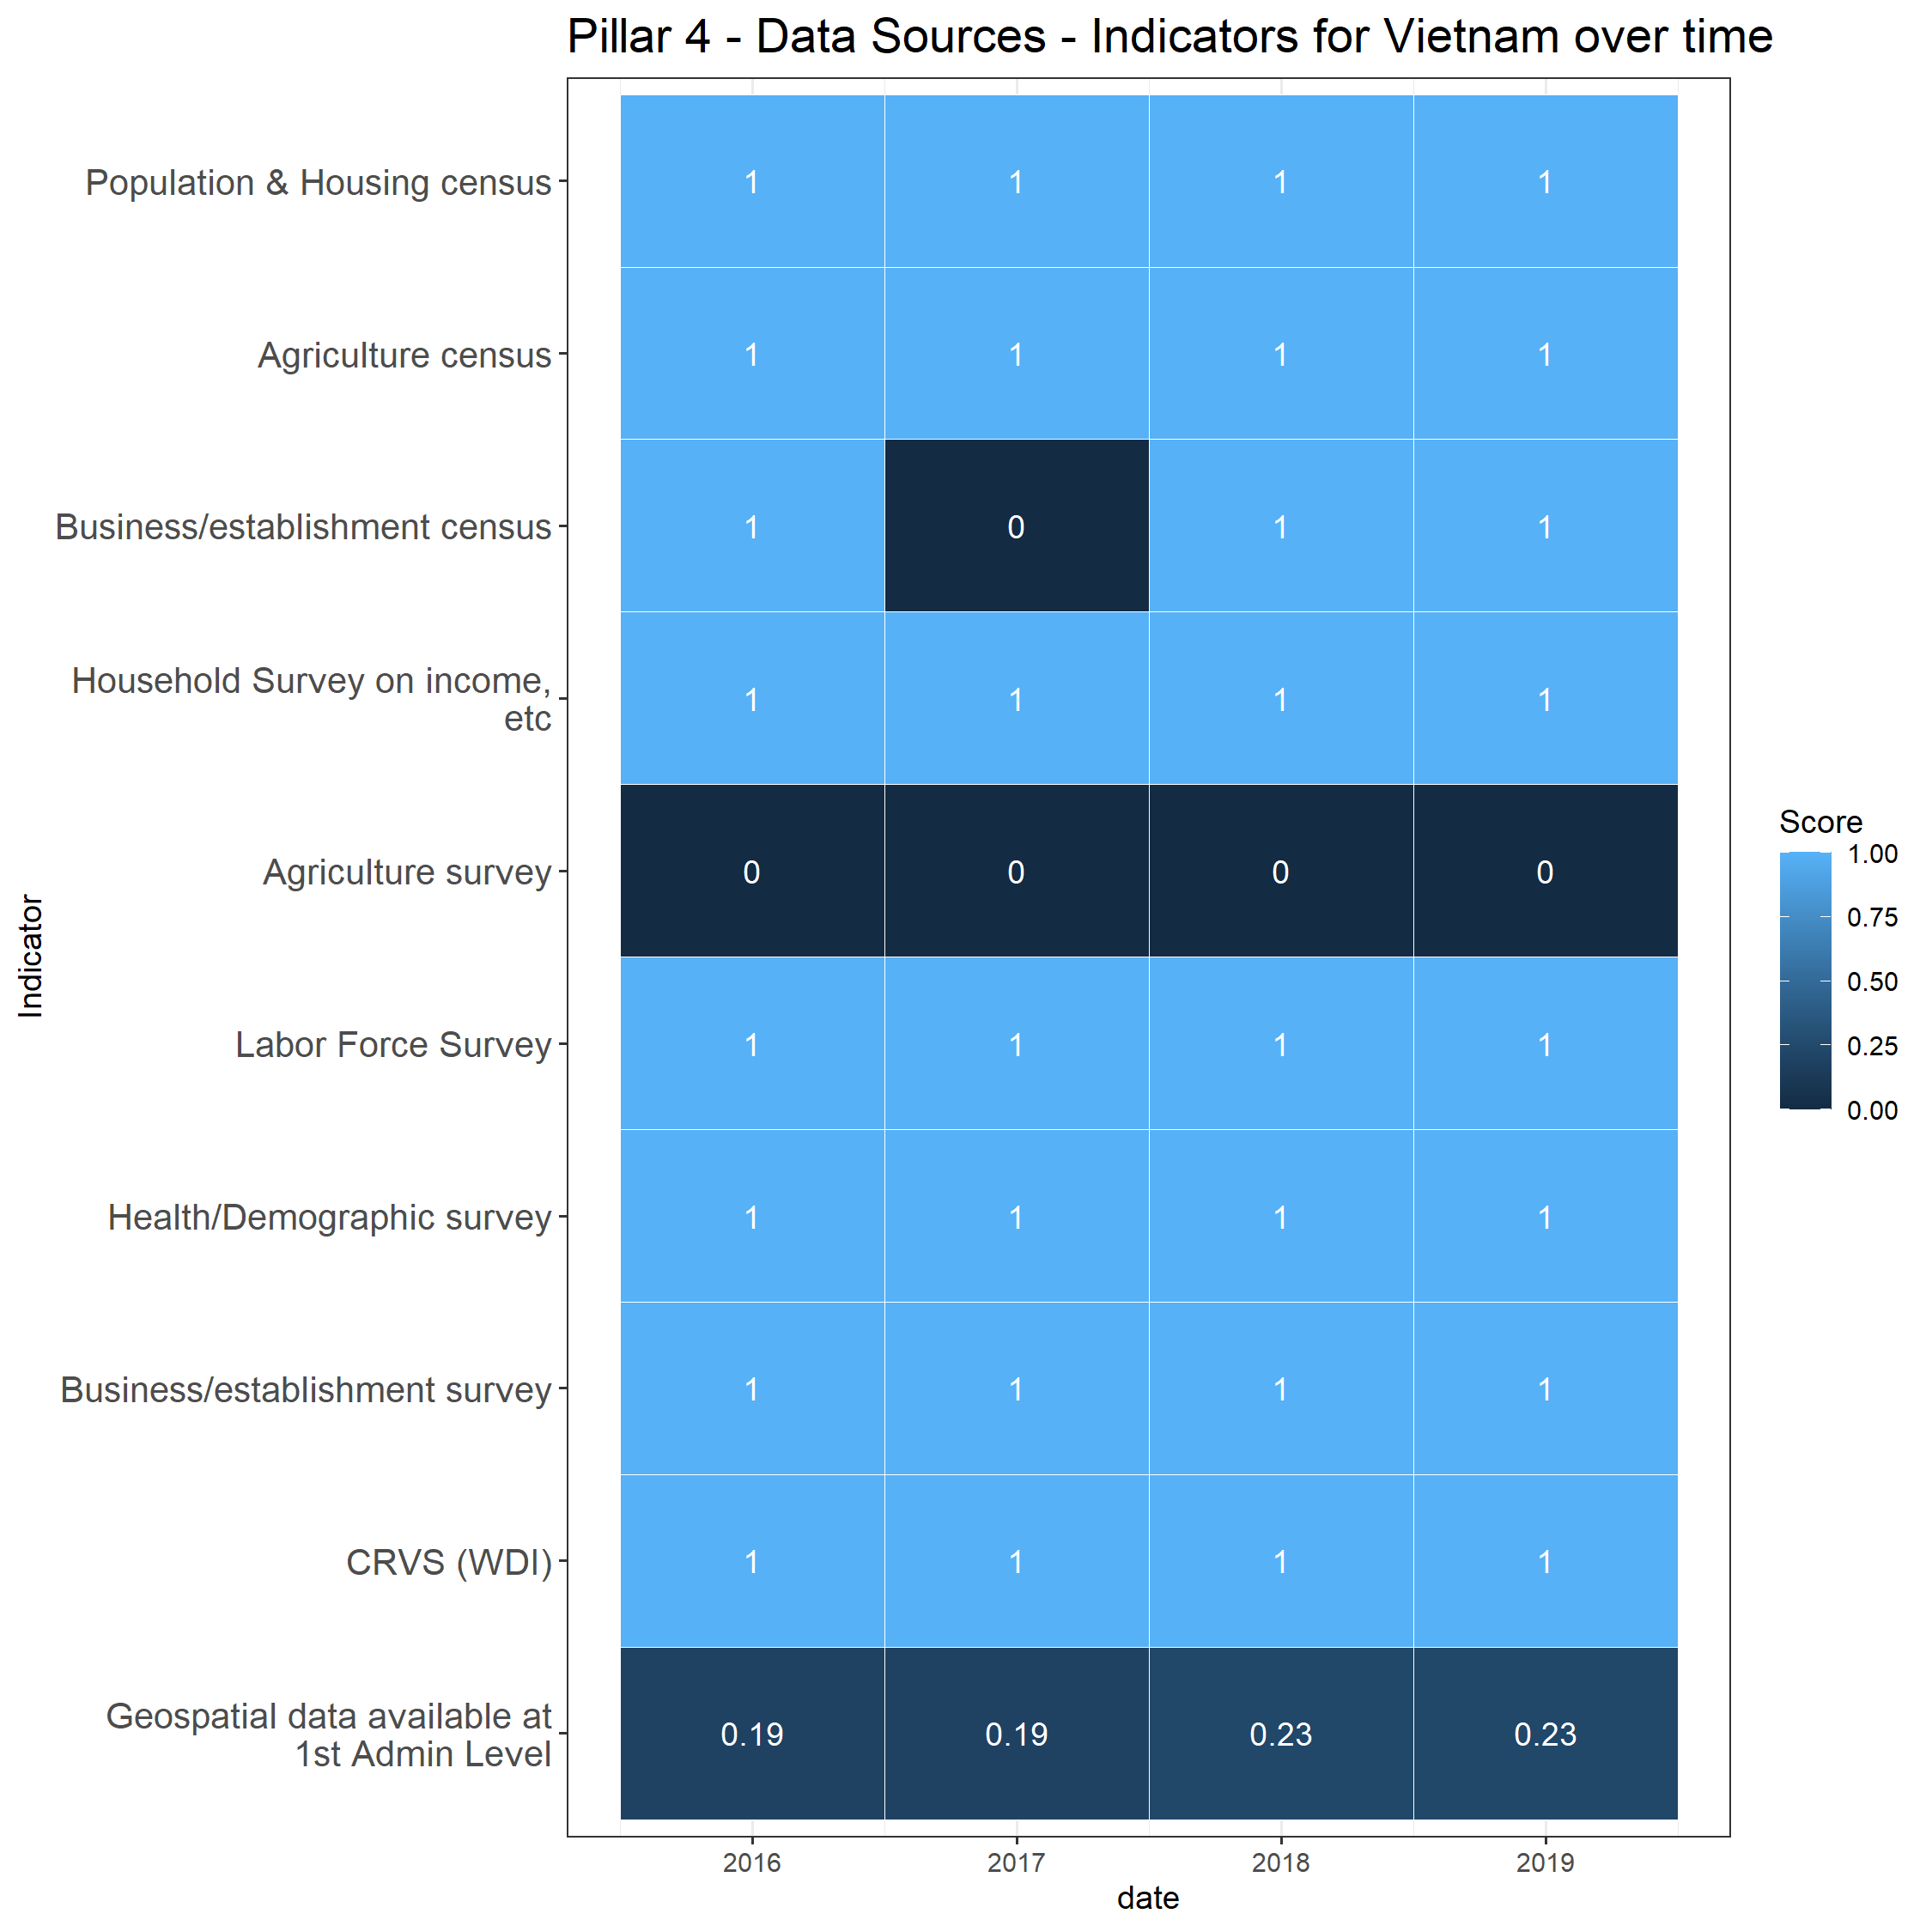 Pillar 4 - Data Sources - Indicators for Vietnam over time
Indicator
Population & Housing census
1 1 1 1
Agriculture census
1 1 1 1
Business/establishment census
1 0 1 1
Household Survey on income,
etc
1 1 1 1
Agriculture survey
0 0 0 0
Labor Force Survey
1 1 1 1
Health/Demographic survey
1 1 1 1
Business/establishment survey
1 1 1 1
CRVS (WDI)
1 1 1 1
Geospatial data available at
1st Admin Level
0.19 0.19 0.23 0.23
2016 2017 2018 2019
date
Score
1.00
0.75
0.50
0.25
0.00